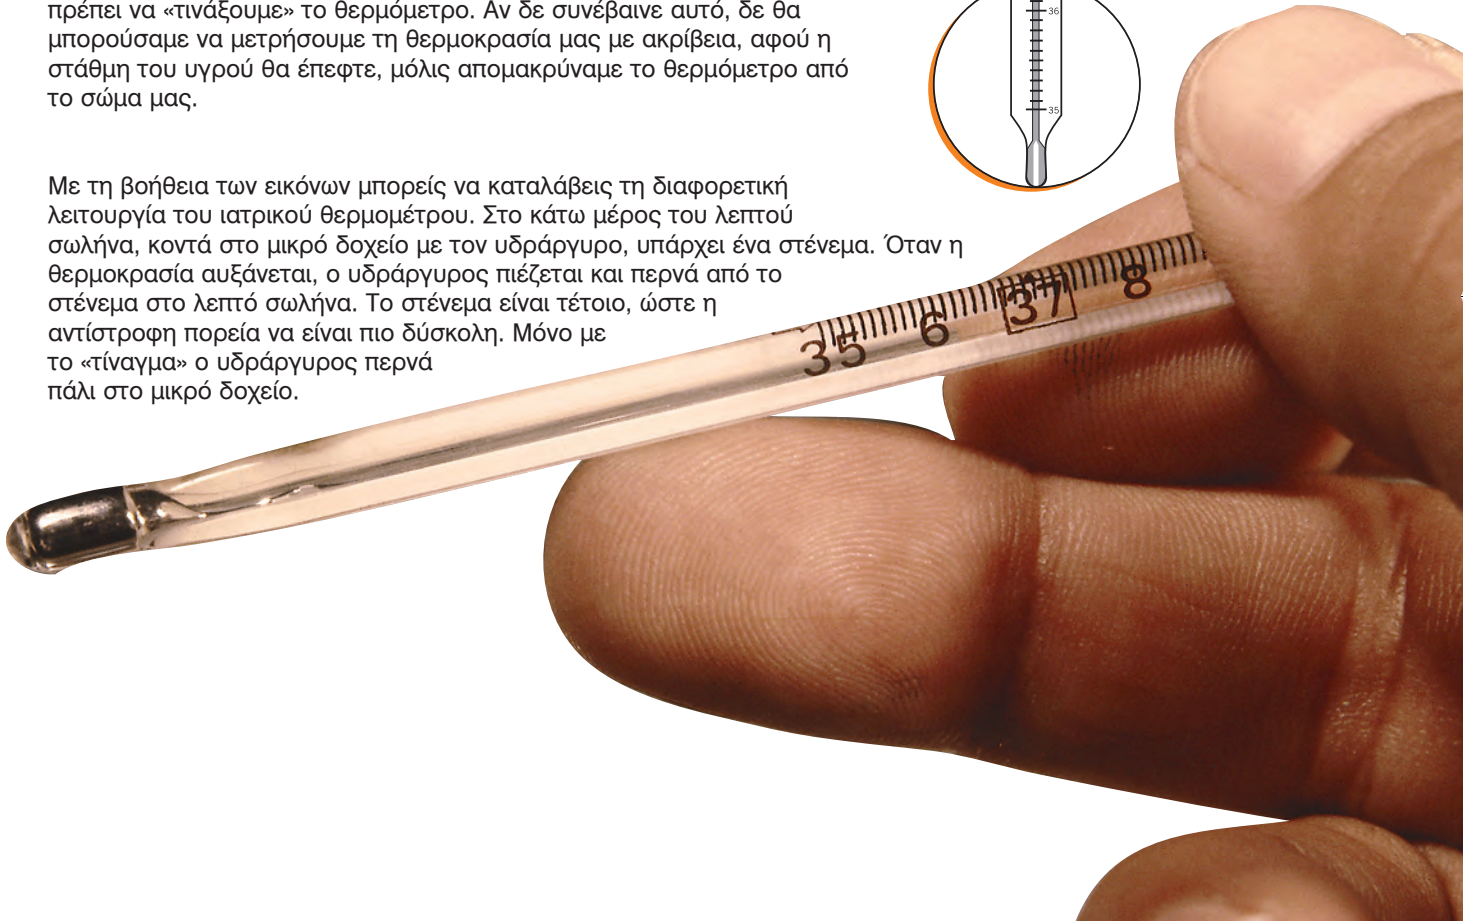 πρέπει να «τινάξουμε» το θερμόμετρο. Αν δε συνέβαινε αυτό, δε θα
μπορούσαμε να μετρήσουμε τη θερμοκρασία μας με ακρίβεια, αφού η
στάθμη του υγρού θα έπεφτε, μόλις απομακρύναμε το θερμόμετρο από
το σώμα μας.
36
35
Με τη βοήθεια των εικόνων μπορείς να καταλάβεις τη διαφορετική
λειτουργία του ιατρικού θερμομέτρου. Στο κάτω μέρος του λεπτού
σωλήνα, κοντά στο μικρό δοχείο με τον υδράργυρο, υπάρχει ένα στένεμα. Όταν η
θερμοκρασία αυξάνεται, ο υδράργυρος πιέζεται και περνά από το
στένεμα στο λεπτό σωλήνα. Το στένεμα είναι τέτοιο, ώστε η
αντίστροφη πορεία να είναι πιο δύσκολη. Μόνο με
το «τίναγμα» ο υδράργυρος περνά
πάλι στο μικρό δοχείο.
35 6 37 8